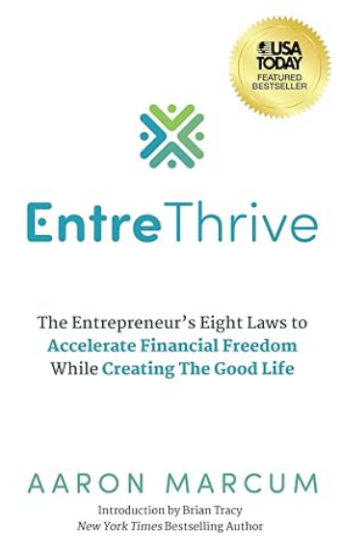 USA
TODAY
FEATURED
BESTSELLER
EntreThrive
The Entrepreneur's Eight Laws to
Accelerate Financial Freedom
While Creating The Good Life
AARON MARCUM
Introduction by Brian Tracy
New York Times Bestselling Author